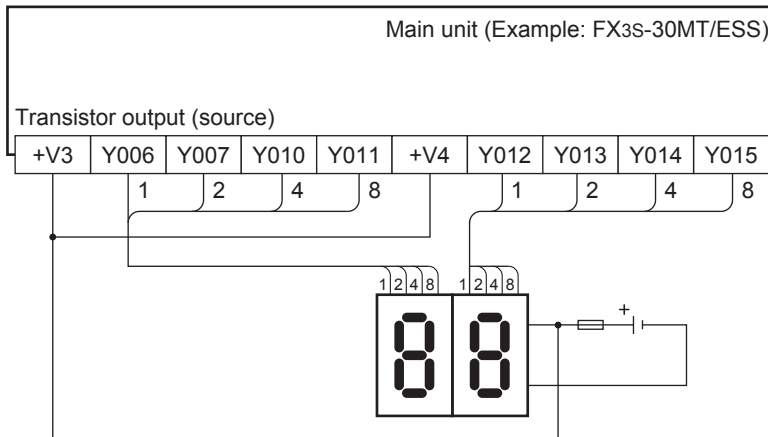 Main unit (Example: FX3S-30MT/ESS)
Transistor output (source)
+V3 Y006 Y007 Y010 Y011 +V4 Y012 Y013 Y014 Y015
1 2 4 8 1 2 4 8
1 2 4 8 1 2 4 8
+
88